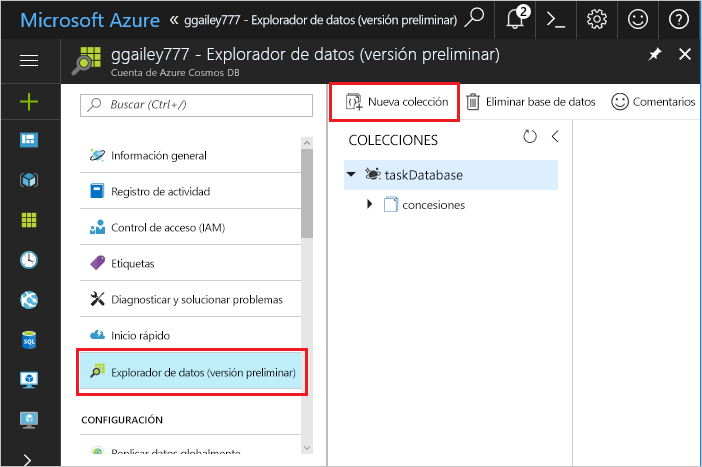 Microsoft Azure « ggailey777 - Explorador de datos (versión preliminar)
2
ggailey777 - Explorador de datos (versión preliminar)
Cuenta de Azure Cosmos DB
Buscar (Ctrl+/)
Información general
Registro de actividad
Control de acceso (IAM)
Etiquetas
Diagnosticar y solucionar problemas
Inicio rápido
Explorador de datos (versión preliminar)
CONFIGURACIÓN
Replicar datos globalmente
SQL
Nueva colección
Eliminar base de datos
Comentarios
COLECCIONES
taskDatabase
concesiones